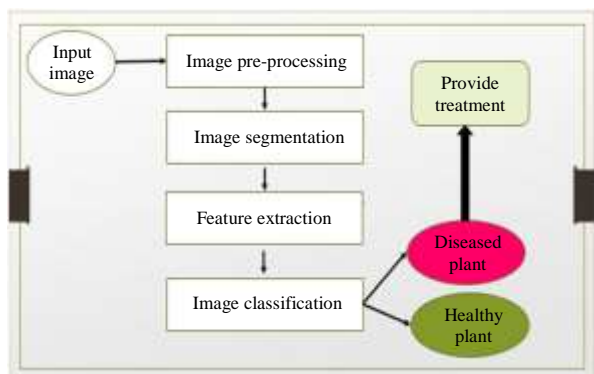 Input
image
Image pre-processing
Image segmentation
Feature extraction
Image classification
Provide
treatment
Diseased
plant
Healthy
plant